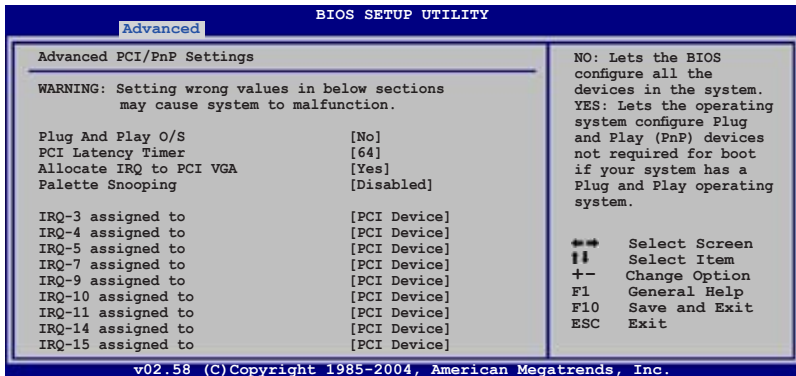 BIOS SETUP UTILITY
Advanced
Advanced PCI/PnP Settings
WARNING: Setting wrong values in below sections
may cause system to malfunction.
Plug And Play O/S [No]
PCI Latency Timer [64]
Allocate IRQ to PCI VGA [Yes]
Palette Snooping [Disabled]
IRQ-3 assigned to [PCI Device]
IRQ-4 assigned to [PCI Device]
IRQ-5 assigned to [PCI Device]
IRQ-7 assigned to [PCI Device]
IRQ-9 assigned to [PCI Device]
IRQ-10 assigned to [PCI Device]
IRQ-11 assigned to [PCI Device]
IRQ-14 assigned to [PCI Device]
IRQ-15 assigned to [PCI Device]
NO: Lets the BIOS
configure all the
devices in the system.
YES: Lets the operating
system configure Plug
and Play (PnP) devices
not required for boot
if your system has a
Plug and Play operating
system.
←→ Select Screen
↑↓ Select Item
+- Change Option
F1 General Help
F10 Save and Exit
ESC Exit
v02.58 (C)Copyright 1985-2004, American Megatrends, Inc.